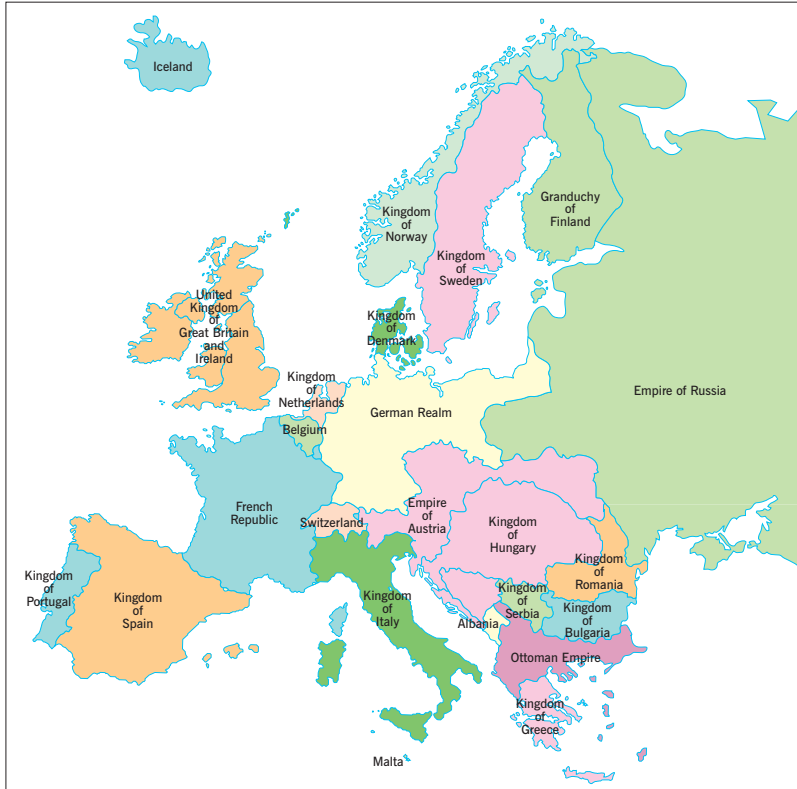 Iceland
Kingdom
of
Norway
Granduchy
of
Finland
Kingdom
of
Sweden
United
Kingdom
of
Great Britain
and
Ireland
Kingdom
of
Denmark
Kingdom
of
Netherlands
German Realm
Empire of Russia
Belgium
French
Republic
Switzerland
Empire
of
Austria
Kingdom
of
Hungary
Kingdom
of
Romania
Kingdom
of
Portugal
Kingdom
of
Spain
Kingdom
of
Italy
Kingdom
of
Serbia
Albania
Kingdom
of
Bulgaria
Ottoman Empire
Kingdom
of
Greece
Malta